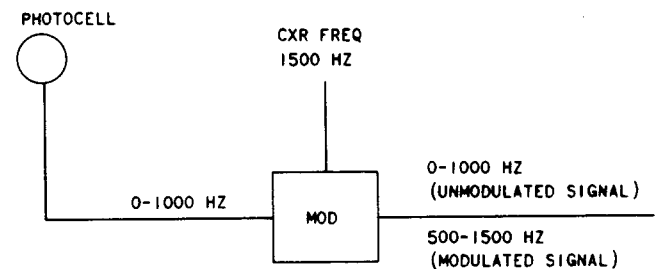 PHOTOCELL
CXR FREQ
1500 HZ
0-1000 HZ
MOD
0-1000 HZ
(UNMODULATED SIGNAL)
500-1500 HZ
(MODULATED SIGNAL)